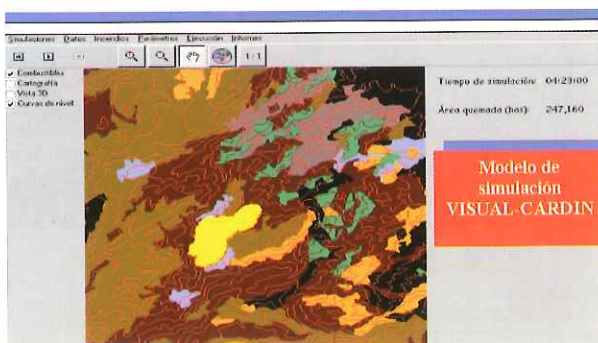 Simulaciones Datos Incendios Parámetros Ejecución Informes
1:1
Combustibles
Cartografía
Vista 3D
Curvas de nivel
Tiempo de simulación: 04:23:00
Área quemada (has): 247,160
Modelo de
simulación
VISUAL-CARDIN